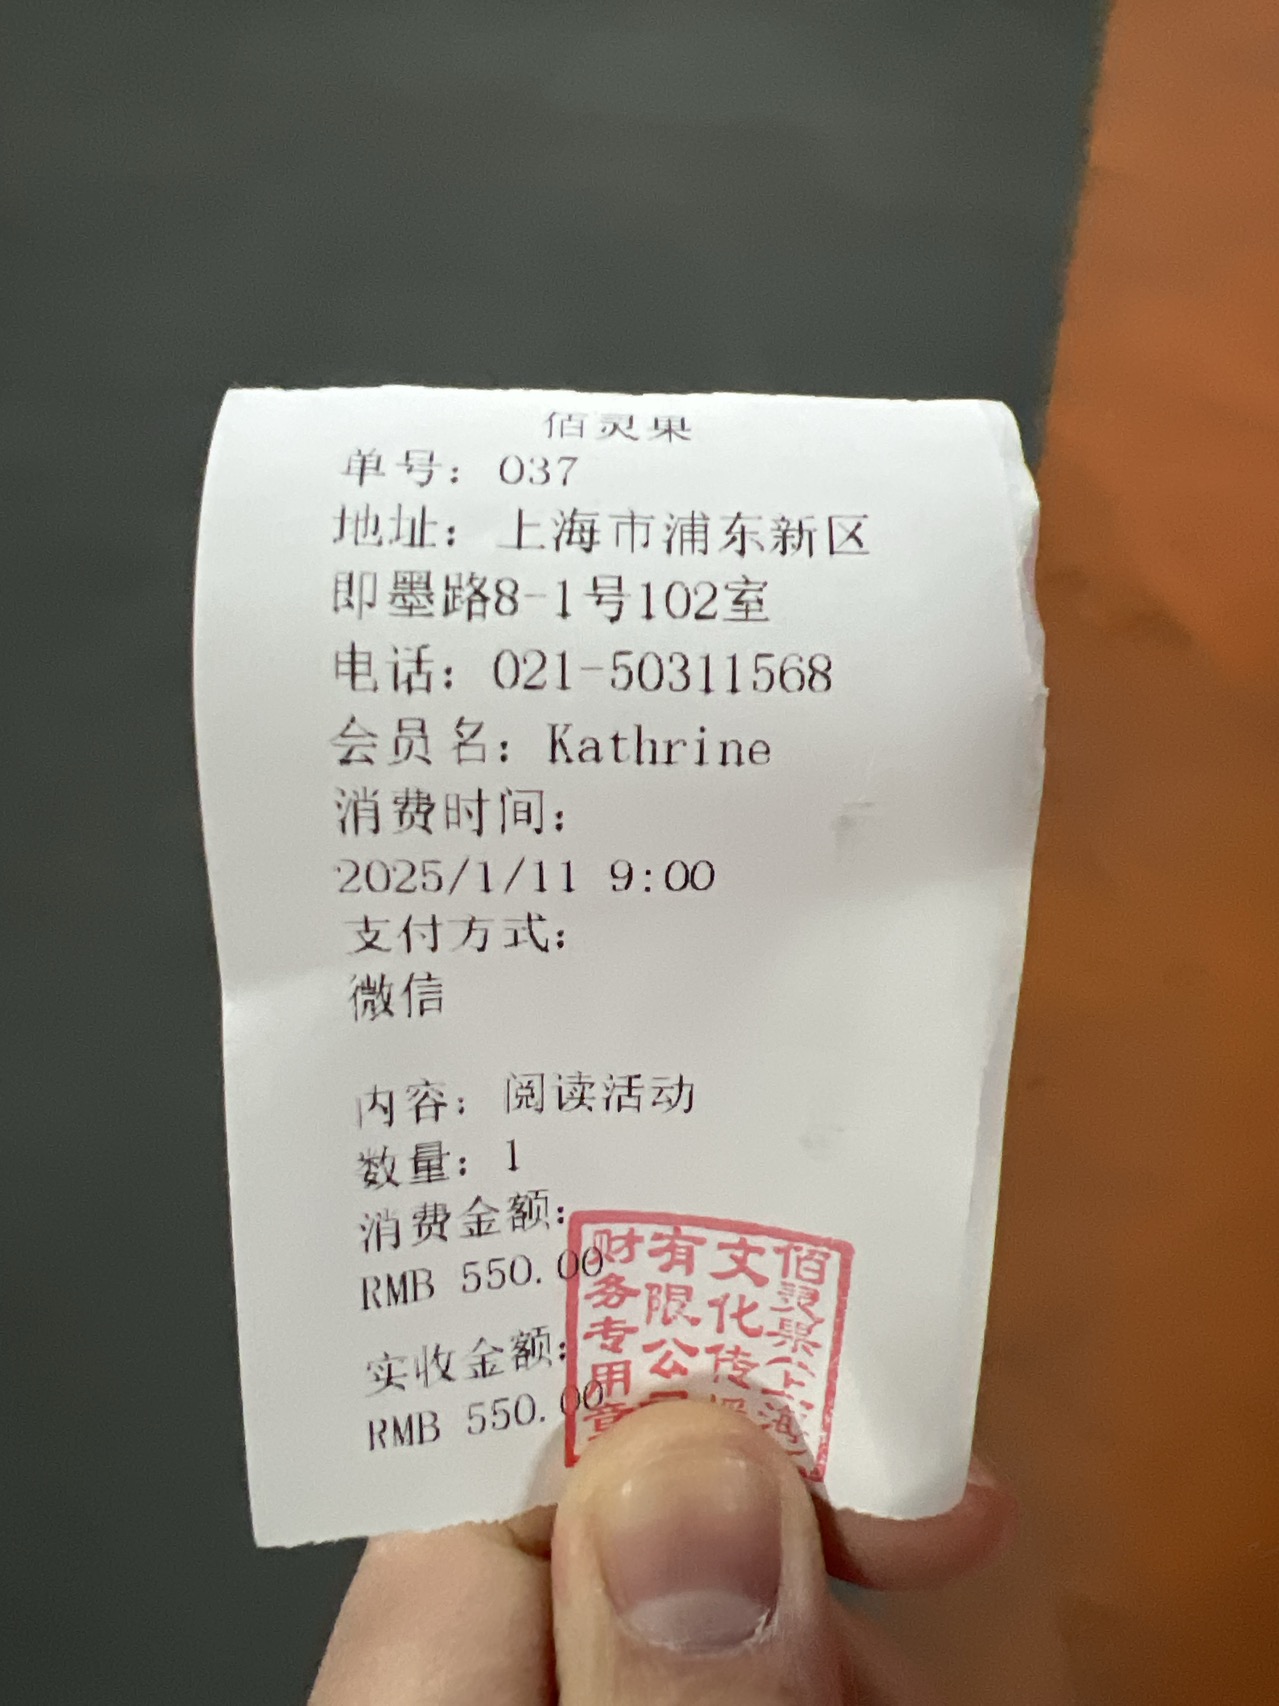 佰灵果
单号：037
地址：上海市浦东新区
即墨路8-1号102室
电话：021-50311568
会员名：Kathrine
消费时间：
2025/1/11 9:00
支付方式：
微信
内容：阅读活动
数量：1
消费金额：
RMB 550.00
实收金额：
RMB 550.00
佰灵果（上海
文化传
有限公
财务专用章